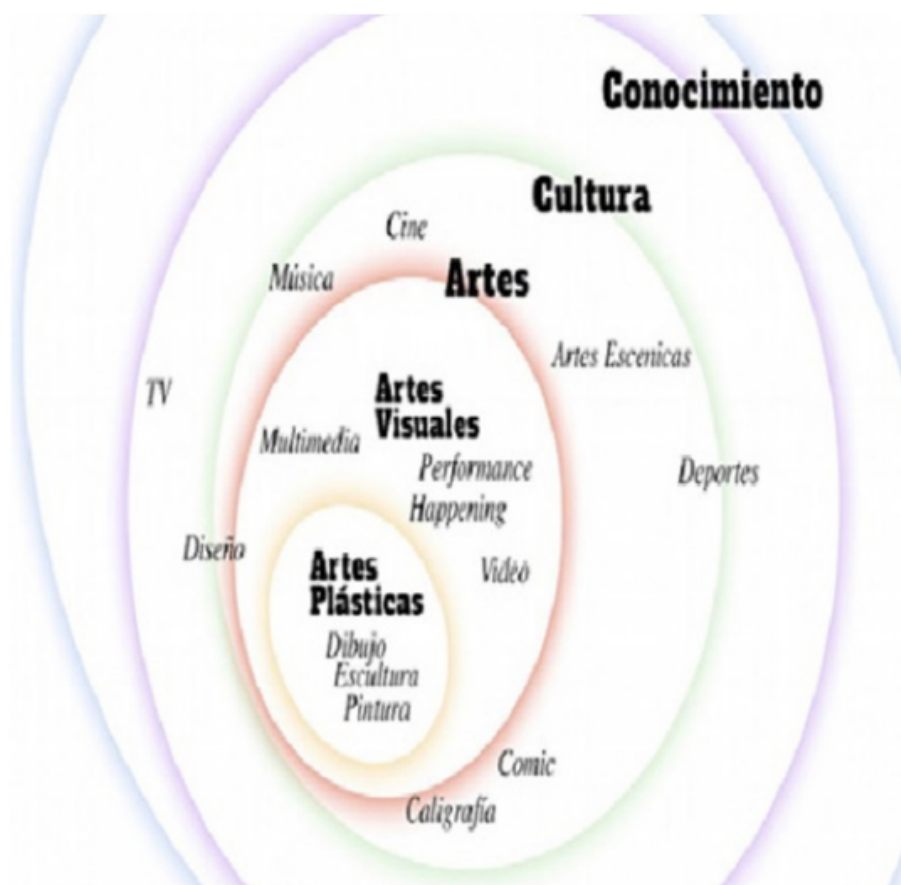 Conocimiento
Cultura
Cine
Música
Artes
Artes Escenicas
TV
Artes
Visuales
Multimedia
Performance
Happening
Deportes
Diseño
Video
Artes
Plásticas
Dibujo
Escultura
Pintura
Comic
Caligrafía